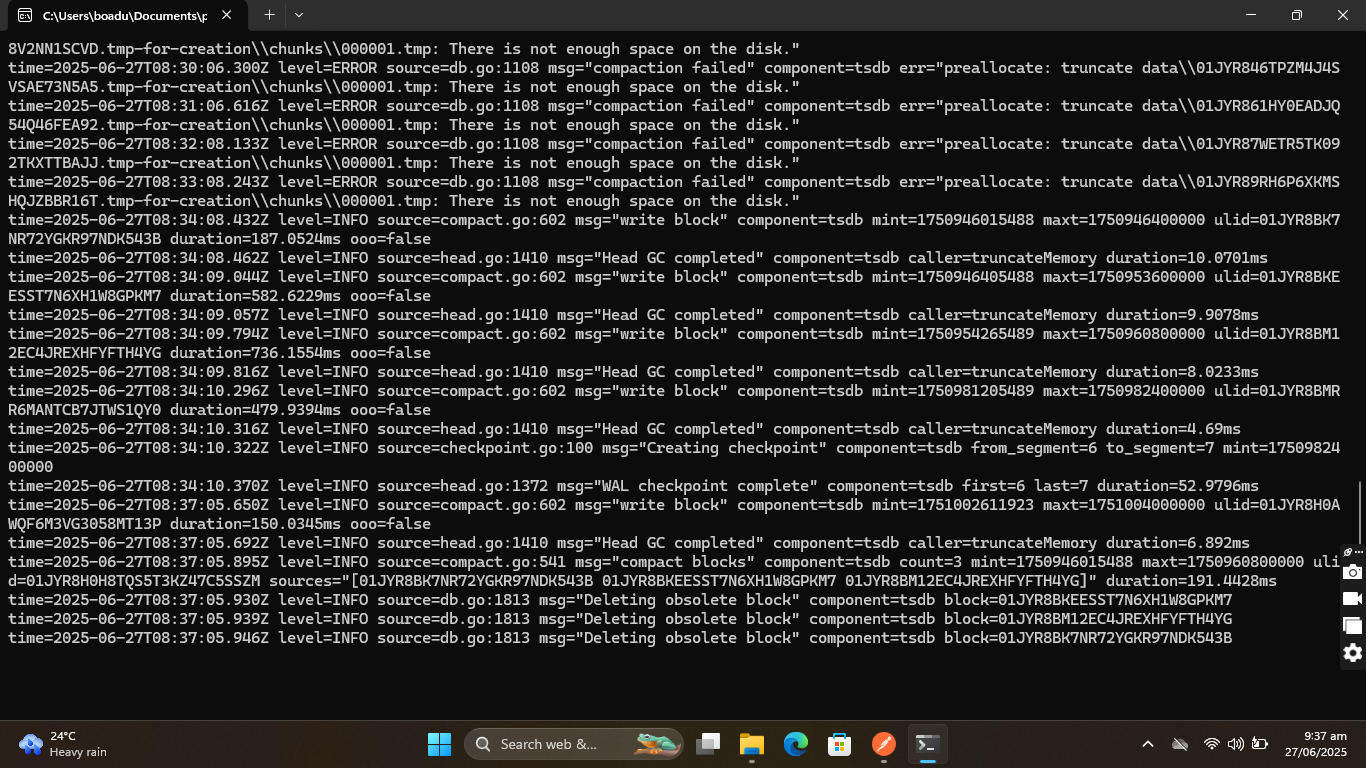 C:\Users\boadu\Documents\p
8V2NN1SCVD.tmp-for-creation\\chunks\\000001.tmp: There is not enough space on the disk."
time=2025-06-27T08:30:06.300Z level=ERROR source=db.go:1108 msg="compaction failed" component=tsdb err="preallocate: truncate data\\01JYR846TPZM4J4S
VSAE73N5A5.tmp-for-creation\\chunks\\000001.tmp: There is not enough space on the disk."
time=2025-06-27T08:31:06.616Z level=ERROR source=db.go:1108 msg="compaction failed" component=tsdb err="preallocate: truncate data\\01JYR861HY0EADJQ
54Q46FEA92.tmp-for-creation\\chunks\\000001.tmp: There is not enough space on the disk."
time=2025-06-27T08:32:08.133Z level=ERROR source=db.go:1108 msg="compaction failed" component=tsdb err="preallocate: truncate data\\01JYR87WETR5TK09
2TKXTTBAJJ.tmp-for-creation\\chunks\\000001.tmp: There is not enough space on the disk."
time=2025-06-27T08:33:08.243Z level=ERROR source=db.go:1108 msg="compaction failed" component=tsdb err="preallocate: truncate data\\01JYR89RH6P6XKMS
HQJZBBR16T.tmp-for-creation\\chunks\\000001.tmp: There is not enough space on the disk."
time=2025-06-27T08:34:08.432Z level=INFO source=compact.go:602 msg="write block" component=tsdb mint=1750946015488 maxt=1750946400000 ulid=01JYR8BK7
NR72YGKR97NDK543B duration=187.0524ms ooo=false
time=2025-06-27T08:34:08.462Z level=INFO source=head.go:1410 msg="Head GC completed" component=tsdb caller=truncateMemory duration=10.0701ms
time=2025-06-27T08:34:09.044Z level=INFO source=compact.go:602 msg="write block" component=tsdb mint=1750946405488 maxt=1750953600000 ulid=01JYR8BKE
ESST7N6XH1W8GPKM7 duration=582.6229ms ooo=false
time=2025-06-27T08:34:09.057Z level=INFO source=head.go:1410 msg="Head GC completed" component=tsdb caller=truncateMemory duration=9.9078ms
time=2025-06-27T08:34:09.794Z level=INFO source=compact.go:602 msg="write block" component=tsdb mint=1750954265489 maxt=1750960800000 ulid=01JYR8BM1
2EC4JREXHFYFTH4YG duration=736.1554ms ooo=false
time=2025-06-27T08:34:09.816Z level=INFO source=head.go:1410 msg="Head GC completed" component=tsdb caller=truncateMemory duration=8.0233ms
time=2025-06-27T08:34:10.296Z level=INFO source=compact.go:602 msg="write block" component=tsdb mint=1750981205489 maxt=1750982400000 ulid=01JYR8BMR
R6MANTCB7JTWS1QY0 duration=479.9394ms ooo=false
time=2025-06-27T08:34:10.316Z level=INFO source=head.go:1410 msg="Head GC completed" component=tsdb caller=truncateMemory duration=4.69ms
time=2025-06-27T08:34:10.322Z level=INFO source=checkpoint.go:100 msg="Creating checkpoint" component=tsdb from_segment=6 to_segment=7 mint=17509824
00000
time=2025-06-27T08:34:10.370Z level=INFO source=head.go:1372 msg="WAL checkpoint complete" component=tsdb first=6 last=7 duration=52.9796ms
time=2025-06-27T08:37:05.650Z level=INFO source=compact.go:602 msg="write block" component=tsdb mint=1751002611923 maxt=1751004000000 ulid=01JYR8H0A
WQF6M3VG3058MT13P duration=150.0345ms ooo=false
time=2025-06-27T08:37:05.692Z level=INFO source=head.go:1410 msg="Head GC completed" component=tsdb caller=truncateMemory duration=6.892ms
time=2025-06-27T08:37:05.895Z level=INFO source=compact.go:541 msg="compact blocks" component=tsdb count=3 mint=1750946015488 maxt=1750960800000 uli
d=01JYR8H0H8TQS5T3KZ47C5SSZM sources="[01JYR8BK7NR72YGKR97NDK543B 01JYR8BKEESST7N6XH1W8GPKM7 01JYR8BM12EC4JREXHFYFTH4YG]" duration=191.4428ms
time=2025-06-27T08:37:05.930Z level=INFO source=db.go:1813 msg="Deleting obsolete block" component=tsdb block=01JYR8BKEESST7N6XH1W8GPKM7
time=2025-06-27T08:37:05.939Z level=INFO source=db.go:1813 msg="Deleting obsolete block" component=tsdb block=01JYR8BM12EC4JREXHFYFTH4YG
time=2025-06-27T08:37:05.946Z level=INFO source=db.go:1813 msg="Deleting obsolete block" component=tsdb block=01JYR8BK7NR72YGKR97NDK543B
24°C
Heavy rain
Search web &...
9:37 am
27/06/2025